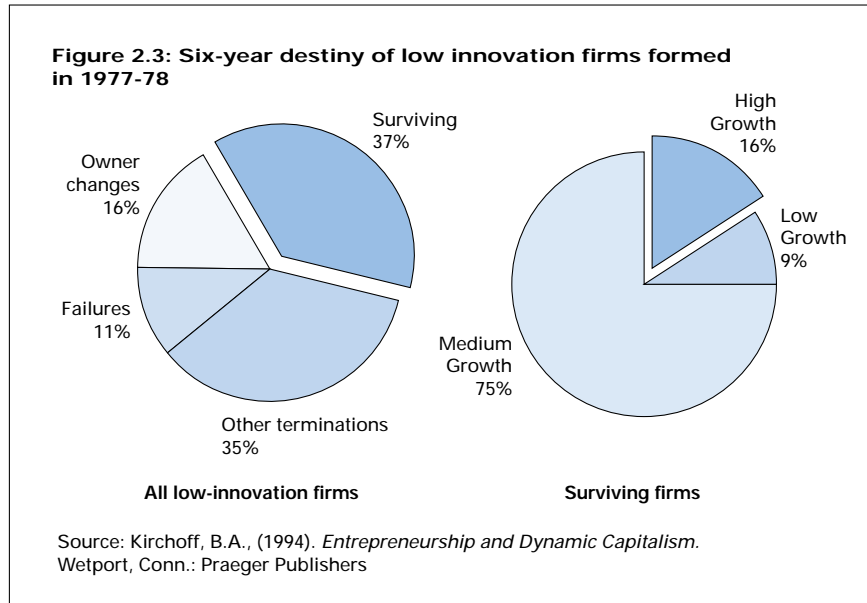 Figure 2.3: Six-year destiny of low innovation firms formed
in 1977-78
Surviving
37%
Owner
changes
16%
Failures
11%
Other terminations
35%
All low-innovation firms
High
Growth
16%
Low
Growth
9%
Medium
Growth
75%
Surviving firms
Source: Kirchoff, B.A., (1994). Entrepreneurship and Dynamic Capitalism.
Wetport, Conn.: Praeger Publishers